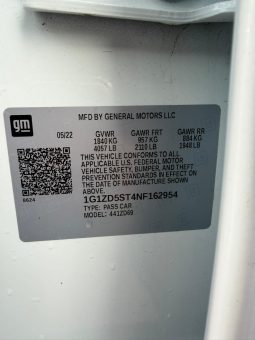 gm
MFD BY GENERAL MOTORS LLC
05/22 GVWR GAWR FRT GAWR RR
1840 KG 957 KG 884 KG
4057 LB 2110 LB 1948 LB
THIS VEHICLE CONFORMS TO ALL
APPLICABLE U.S. FEDERAL MOTOR
VEHICLE SAFETY, BUMPER, AND THEFT
PREVENTION STANDARDS IN EFFECT ON THE
DATE OF MANUFACTURE SHOWN ABOVE.
8624
1G1ZD5ST4NF162954
TYPE: PASS CAR
MODEL: 441ZD69